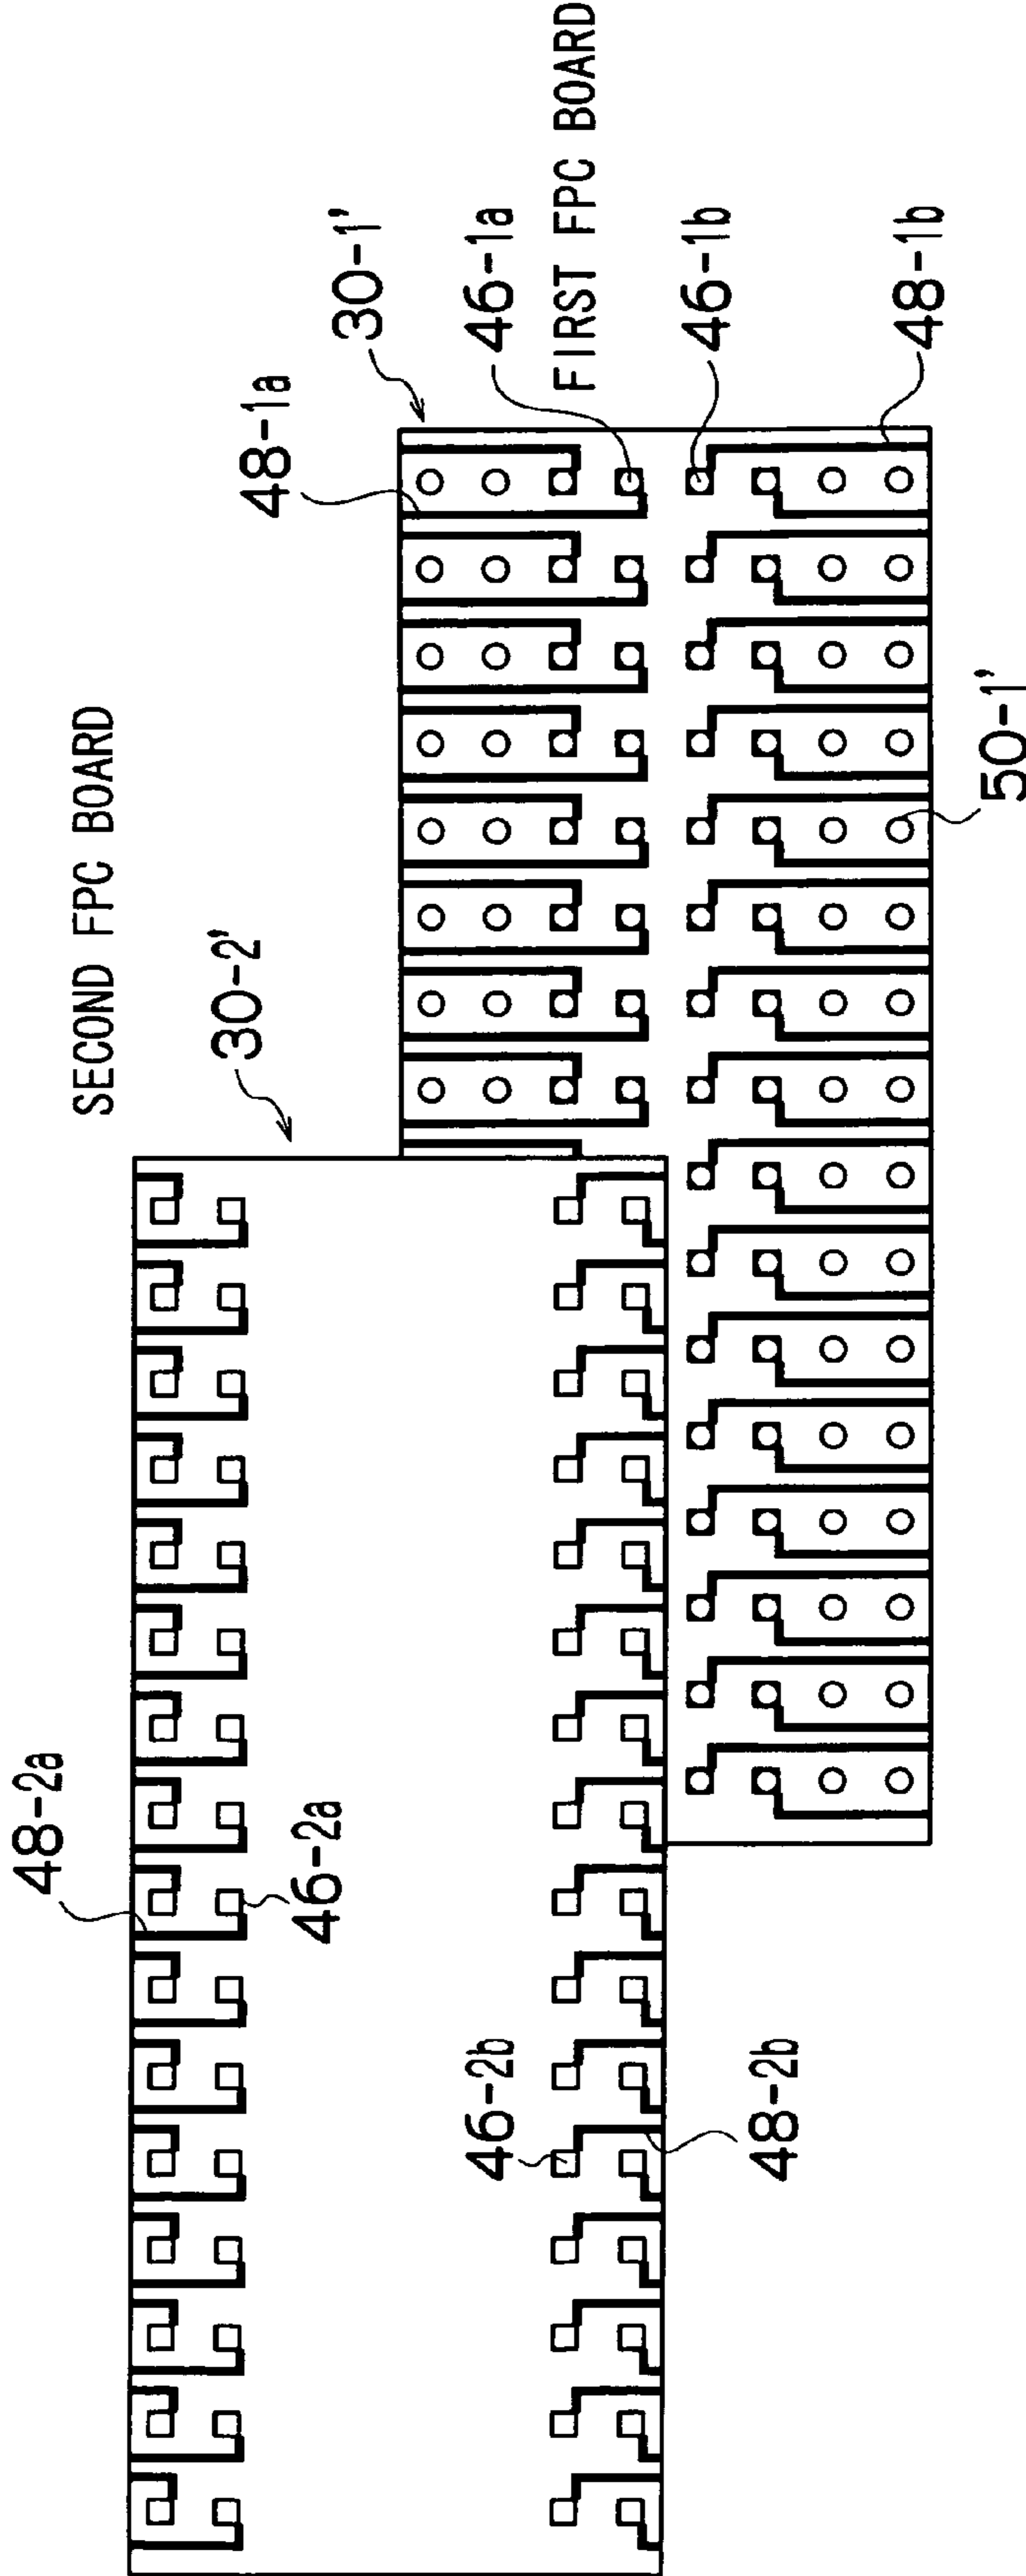 SECOND FPC BOARD
FIRST FPC BOARD
48-2a
30-2'
48-1a
30-1'
46-2a
46-1a
46-2b
46-1b
48-2b
48-1b
50-1'